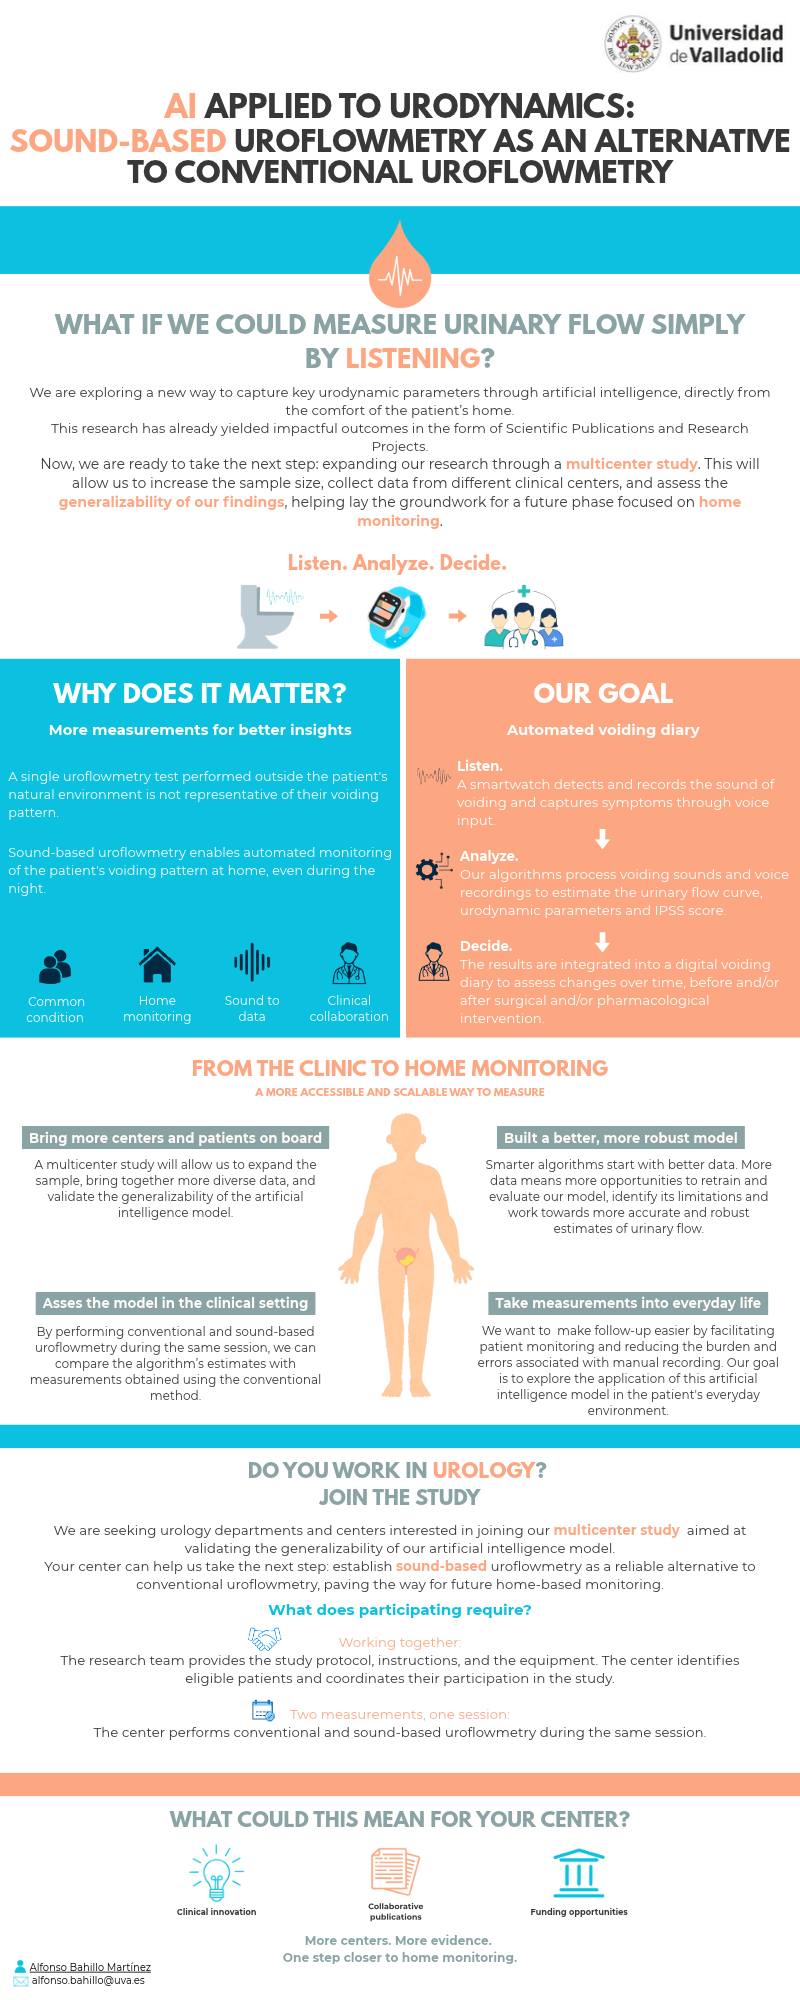 Universidad
de Valladolid
AI APPLIED TO URODYNAMICS:
SOUND-BASED UROFLOWMETRY AS AN ALTERNATIVE
TO CONVENTIONAL UROFLOWMETRY
WHAT IF WE COULD MEASURE URINARY FLOW SIMPLY
BY LISTENING?
We are exploring a new way to capture key urodynamic parameters through artificial intelligence, directly from
the comfort of the patient's home.
This research has already yielded impactful outcomes in the form of Scientific Publications and Research
Projects.
Now, we are ready to take the next step: expanding our research through a multicenter study. This will
allow us to increase the sample size, collect data from different clinical centers, and assess the
generalizability of our findings, helping lay the groundwork for a future phase focused on home
monitoring.
Listen. Analyze. Decide.
WHY DOES IT MATTER?
More measurements for better insights
A single uroflowmetry test performed outside the patient's
natural environment is not representative of their voiding
pattern.
Sound-based uroflowmetry enables automated monitoring
of the patient's voiding pattern at home, even during the
night.
Common
condition
Home
monitoring
Sound to
data
Clinical
collaboration
OUR GOAL
Automated voiding diary
Listen.
A smartwatch detects and records the sound of
voiding and captures symptoms through voice
input.
Analyze.
Our algorithms process voiding sounds and voice
recordings to estimate the urinary flow curve,
urodynamic parameters and IPSS score.
Decide.
The results are integrated into a digital voiding
diary to assess changes over time, before and/or
after surgical and/or pharmacological
intervention.
FROM THE CLINIC TO HOME MONITORING
A MORE ACCESSIBLE AND SCALABLE WAY TO MEASURE
Bring more centers and patients on board
A multicenter study will allow us to expand the
sample, bring together more diverse data, and
validate the generalizability of the artificial
intelligence model.
Built a better, more robust model
Smarter algorithms start with better data. More
data means more opportunities to retrain and
evaluate our model, identify its limitations and
work towards more accurate and robust
estimates of urinary flow.
Asses the model in the clinical setting
By performing conventional and sound-based
uroflowmetry during the same session, we can
compare the algorithm's estimates with
measurements obtained using the conventional
method.
Take measurements into everyday life
We want to make follow-up easier by facilitating
patient monitoring and reducing the burden and
errors associated with manual recording. Our goal
is to explore the application of this artificial
intelligence model in the patient's everyday
environment.
DO YOU WORK IN UROLOGY?
JOIN THE STUDY
We are seeking urology departments and centers interested in joining our multicenter study aimed at
validating the generalizability of our artificial intelligence model.
Your center can help us take the next step: establish sound-based uroflowmetry as a reliable alternative to
conventional uroflowmetry, paving the way for future home-based monitoring.
What does participating require?
Working together:
The research team provides the study protocol, instructions, and the equipment. The center identifies
eligible patients and coordinates their participation in the study.
Two measurements, one session:
The center performs conventional and sound-based uroflowmetry during the same session.
WHAT COULD THIS MEAN FOR YOUR CENTER?
Clinical innovation
Collaborative
publications
Funding opportunities
More centers. More evidence.
One step closer to home monitoring.
Alfonso Bahillo Martínez
alfonso.bahillo@uva.es